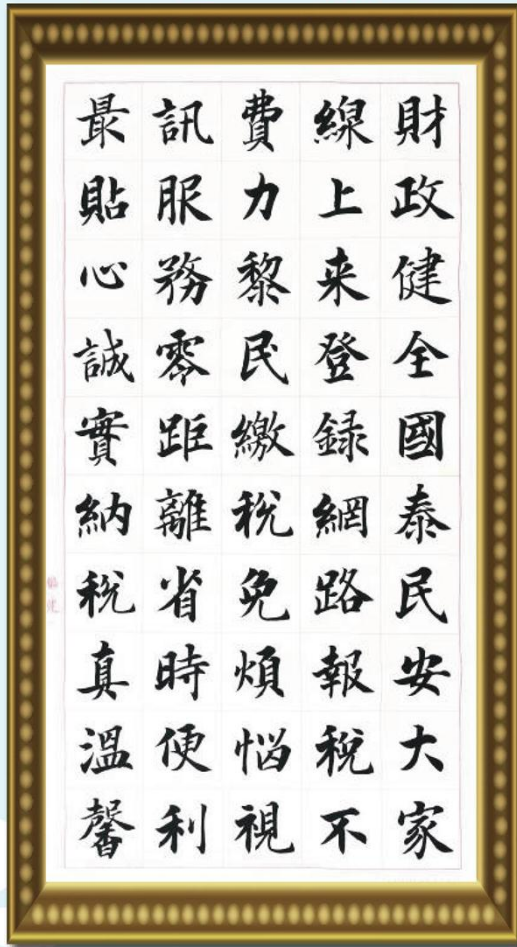 財政健全國泰民安大家
線上来登録網路報稅不
費力黎民繳稅免煩惱視
訊服務零距離省時便利
最貼心誠實納稅真溫馨